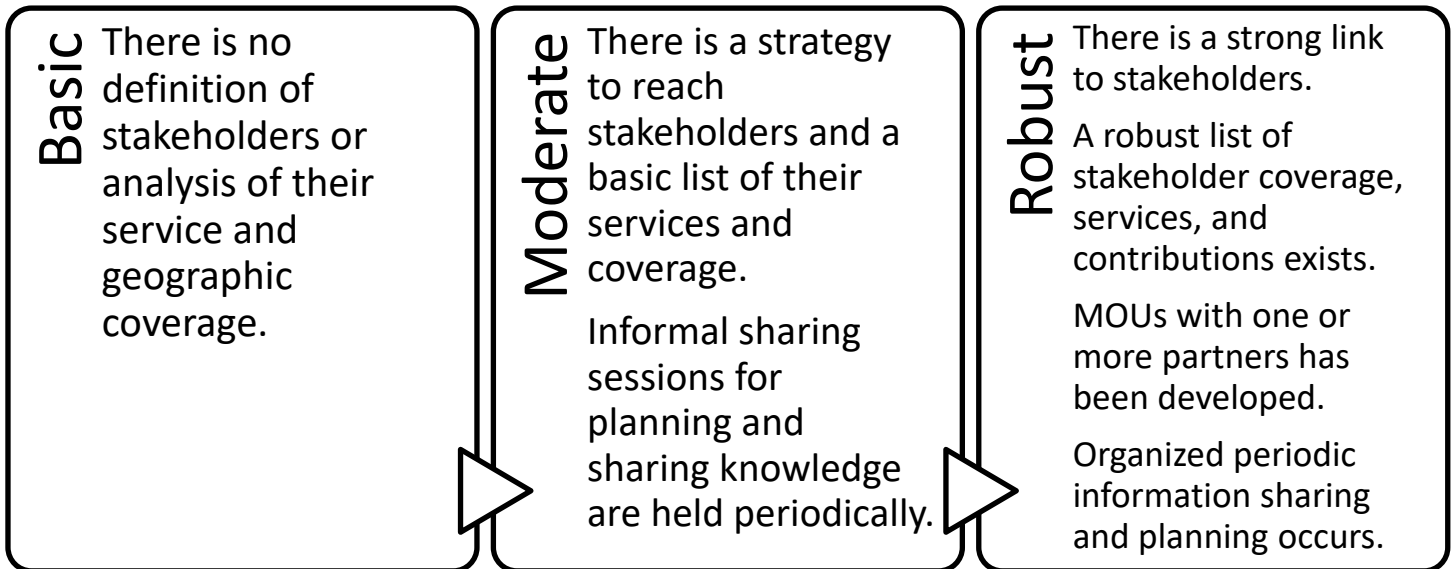 Basic
There is no
definition of
stakeholders or
analysis of their
service and
geographic
coverage.
Moderate
There is a strategy
to reach
stakeholders and a
basic list of their
services and
coverage.
Informal sharing
sessions for
planning and
sharing knowledge
are held periodically.
Robust
There is a strong link
to stakeholders.
A robust list of
stakeholder coverage,
services, and
contributions exists.
MOUs with one or
more partners has
been developed.
Organized periodic
information sharing
and planning occurs.